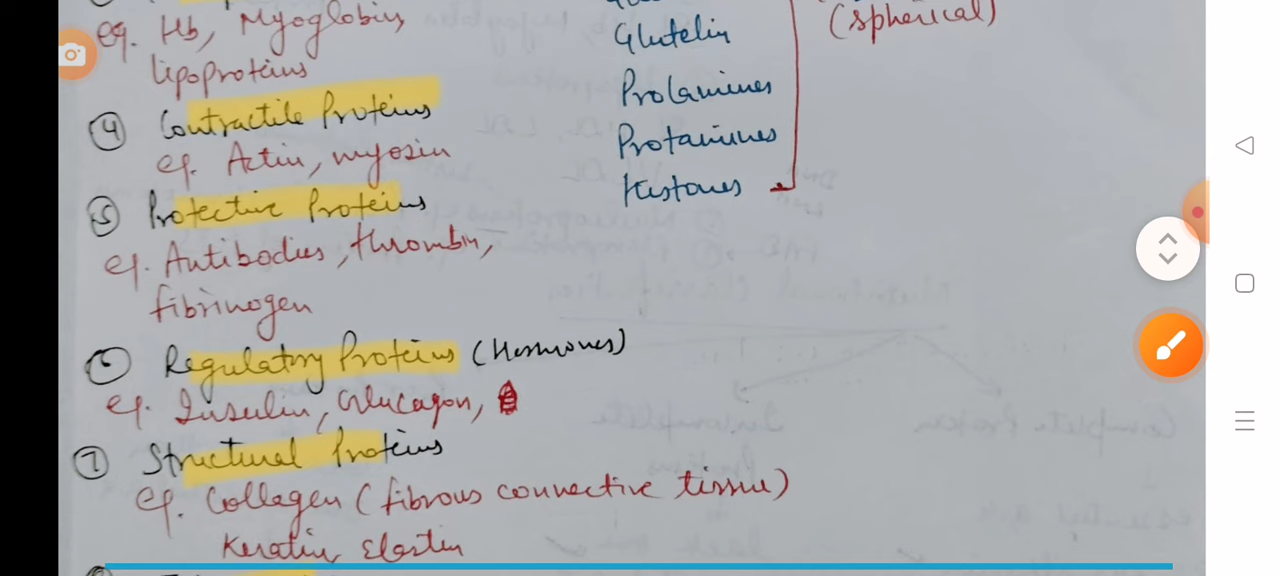 eg. Hb, Myoglobin,
lipoproteins
④ Contractile Proteins
eg. Actin, myosin
⑤ Protective Proteins
eg. Antibodies, thrombin,
fibrinogen
⑥ Regulatory Proteins (Hormones)
eg. Insulin, Glucagon,
⑦ Structural Proteins
eg. Collagen (fibrous connective tissue)
Keratin, Elastin
(spherical)
Glutelin
Prolamines
Protamines
Histones